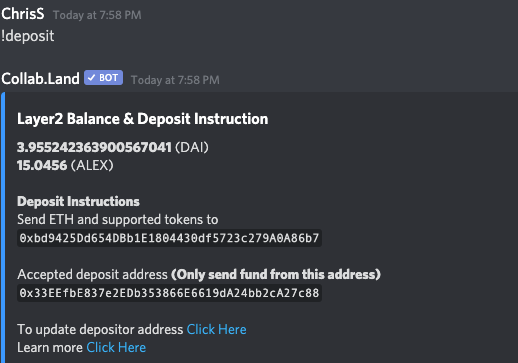 ChrisS Today at 7:58 PM
!deposit
Collab.Land ✓ BOT Today at 7:58 PM
Layer2 Balance & Deposit Instruction
3.955242363900567041 (DAI)
15.0456 (ALEX)
Deposit Instructions
Send ETH and supported tokens to
0xbd9425Dd654DBb1E1804430df5723c279A0A86b7
Accepted deposit address (Only send fund from this address)
0x33EEfbE837e2EDb353866E6619dA24bb2cA27c88
To update depositor address Click Here
Learn more Click Here